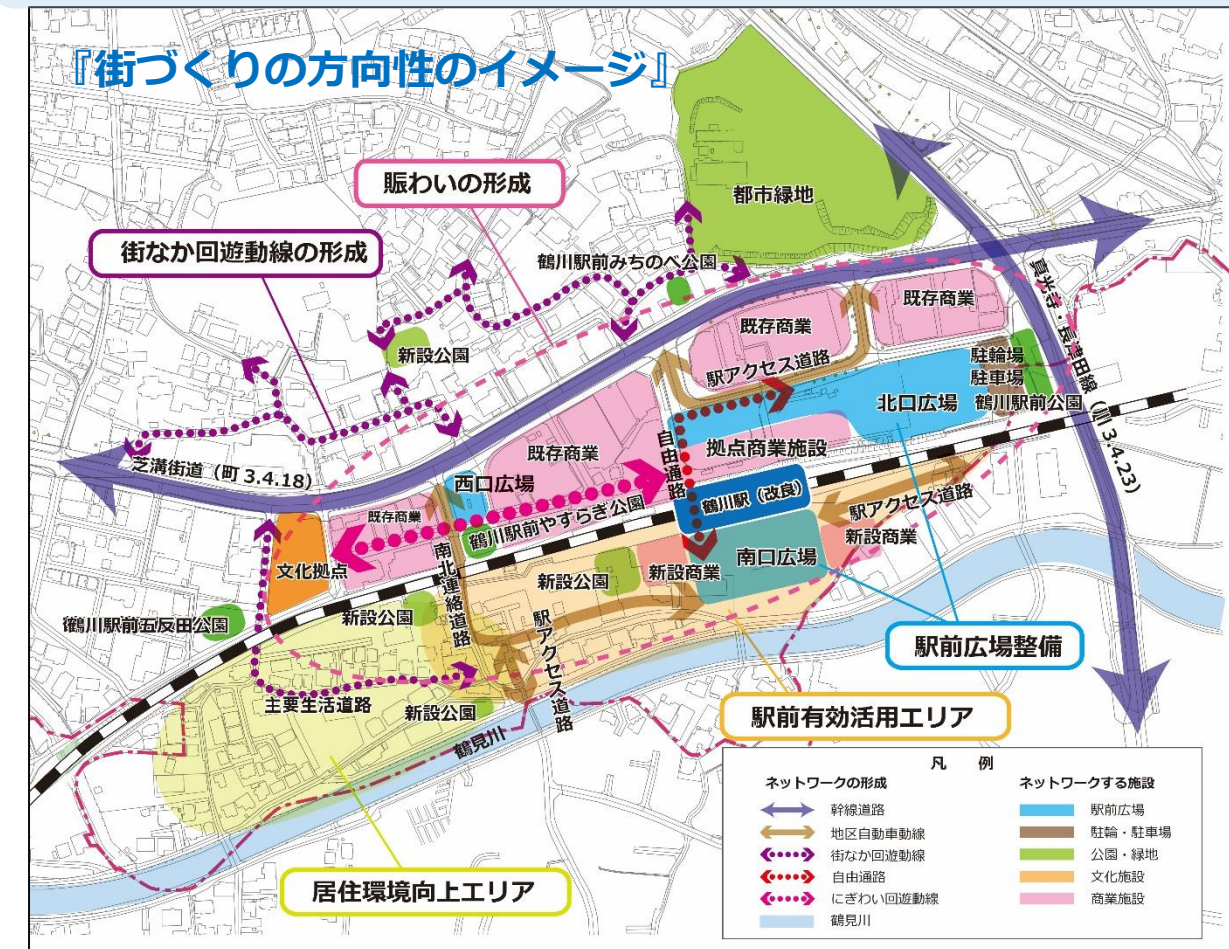 『街づくりの方向性のイメージ』
賑わいの形成
都市緑地
街なか回遊動線の形成
鶴川駅前みちのべ公園
真光寺・長津田線(川3.4.23)
既存商業
既存商業
新設公園
駅アクセス道路
駐輪場
駐車場
北口広場
鶴川駅前公園
自由通路
拠点商業施設
既存商業
芝溝街道(町3.4.18)
西口広場
鶴川駅(改良)
既存商業
鶴川駅前やすらぎ公園
駅アクセス道路
新設商業
文化拠点
南北連絡道路
新設公園
新設商業
南口広場
鶴川駅前五反田公園
新設公園
駅アクセス道路
駅前広場整備
主要生活道路
新設公園
駅前有効活用エリア
鶴見川
居住環境向上エリア
凡 例
ネットワークの形成
幹線道路
地区自動車動線
街なか回遊動線
自由通路
にぎわい回遊動線
鶴見川
ネットワークする施設
駅前広場
駐輪・駐車場
公園・緑地
文化施設
商業施設